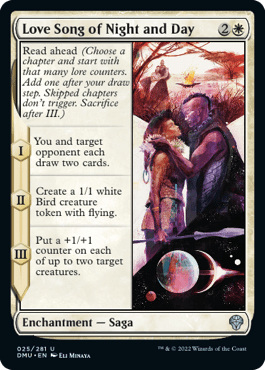 Love Song of Night and Day 2
Read ahead (Choose a
chapter and start with
that many lore counters.
Add one after your draw
step. Skipped chapters
don't trigger. Sacrifice
after III.)
I
You and target
opponent each
draw two cards.
II
Create a 1/1 white
Bird creature
token with flying.
III
Put a +1/+1
counter on each
of up to two target
creatures.
Enchantment — Saga
025/281 U
DMU • EN Eli Minaya
™ & © 2022 Wizards of the Coast